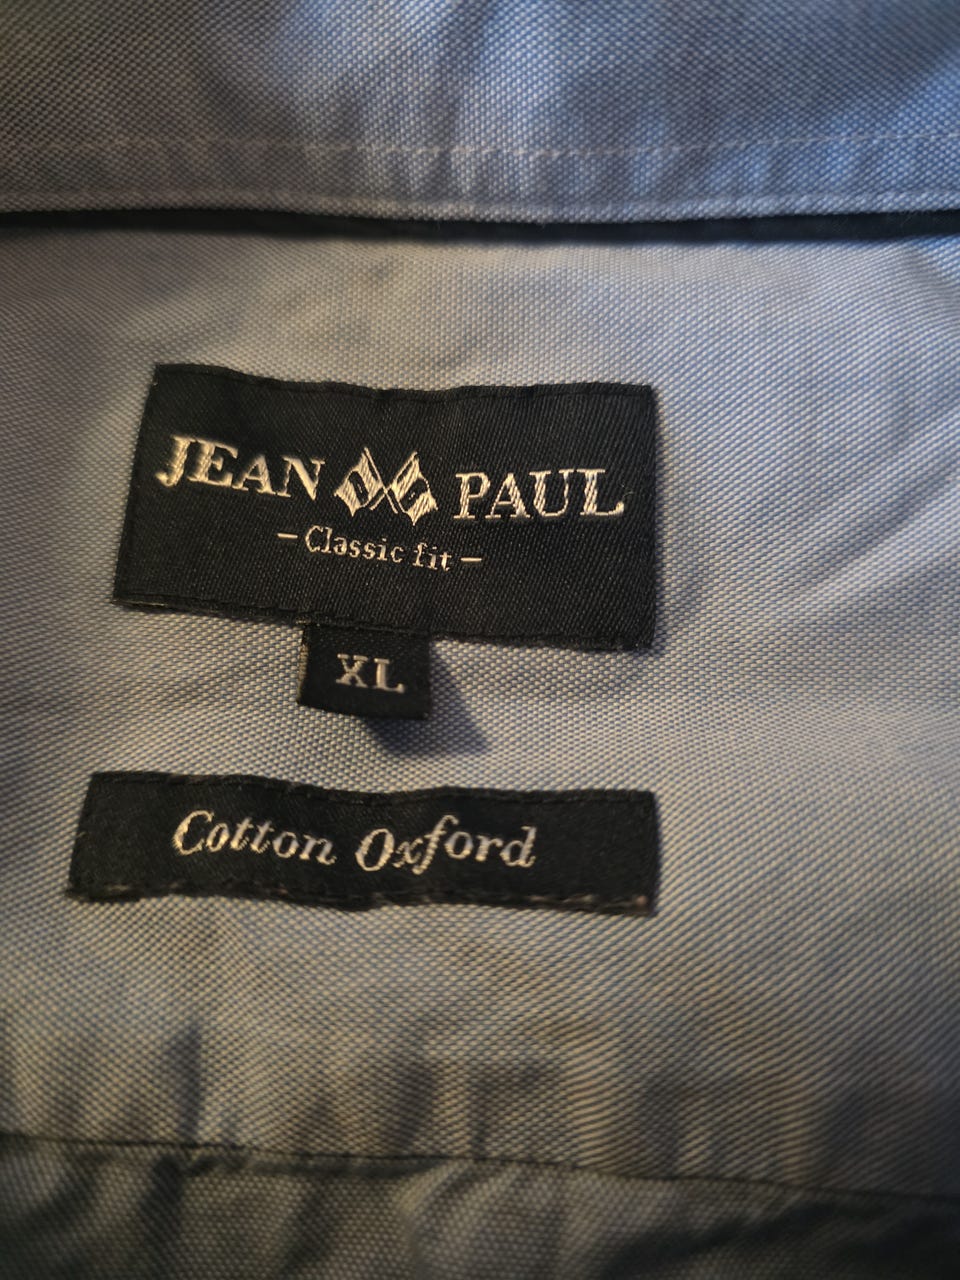 JEAN PAUL
- Classic fit -
XL
Cotton Oxford